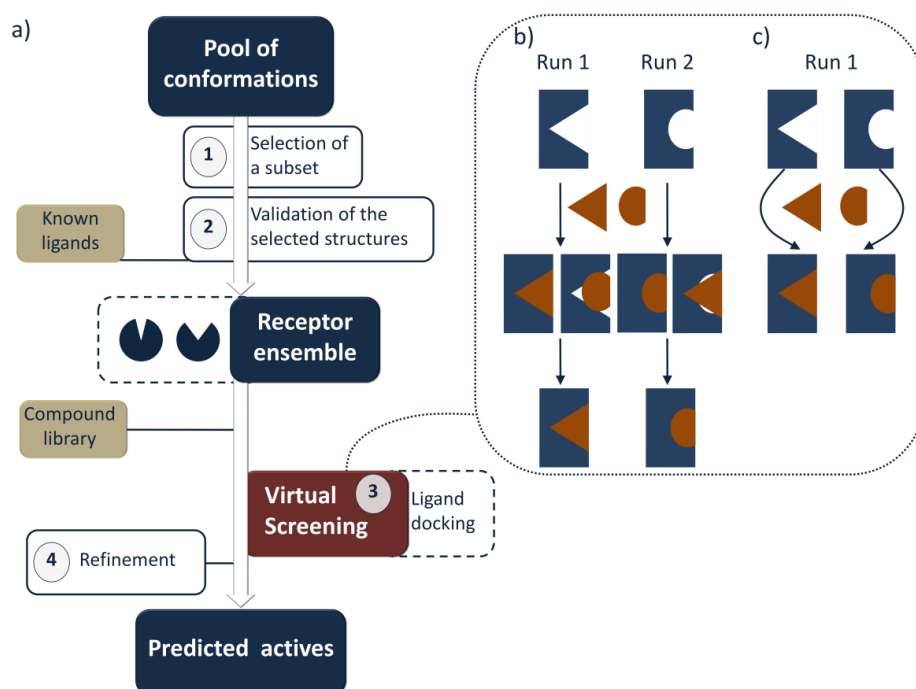 a)
Pool of
conformations
1
Selection of
a subset
2
Validation of the
selected structures
Known
ligands
Receptor
ensemble
Compound
library
Virtual
Screening
3
Ligand
docking
4
Refinement
Predicted actives
b)
Run 1
Run 2
c)
Run 1